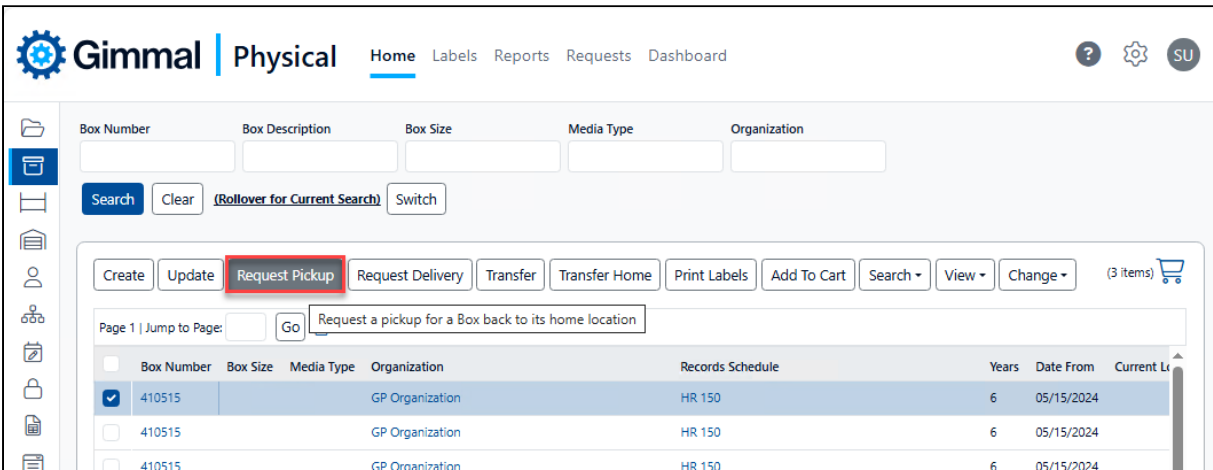 Gimmal | Physical Home Labels Reports Requests Dashboard ? SU
Box Number Box Description Box Size Media Type Organization
Search Clear (Rollover for Current Search) Switch
Create Update Request Pickup Request Delivery Transfer Transfer Home Print Labels Add To Cart Search View Change (3 items)
Page 1 | Jump to Page: Go
Request a pickup for a Box back to its home location
Box Number Box Size Media Type Organization Records Schedule Years Date From Current Lo
410515 GP Organization HR 150 6 05/15/2024
410515 GP Organization HR 150 6 05/15/2024
410515 GP Organization HR 150 6 05/15/2024